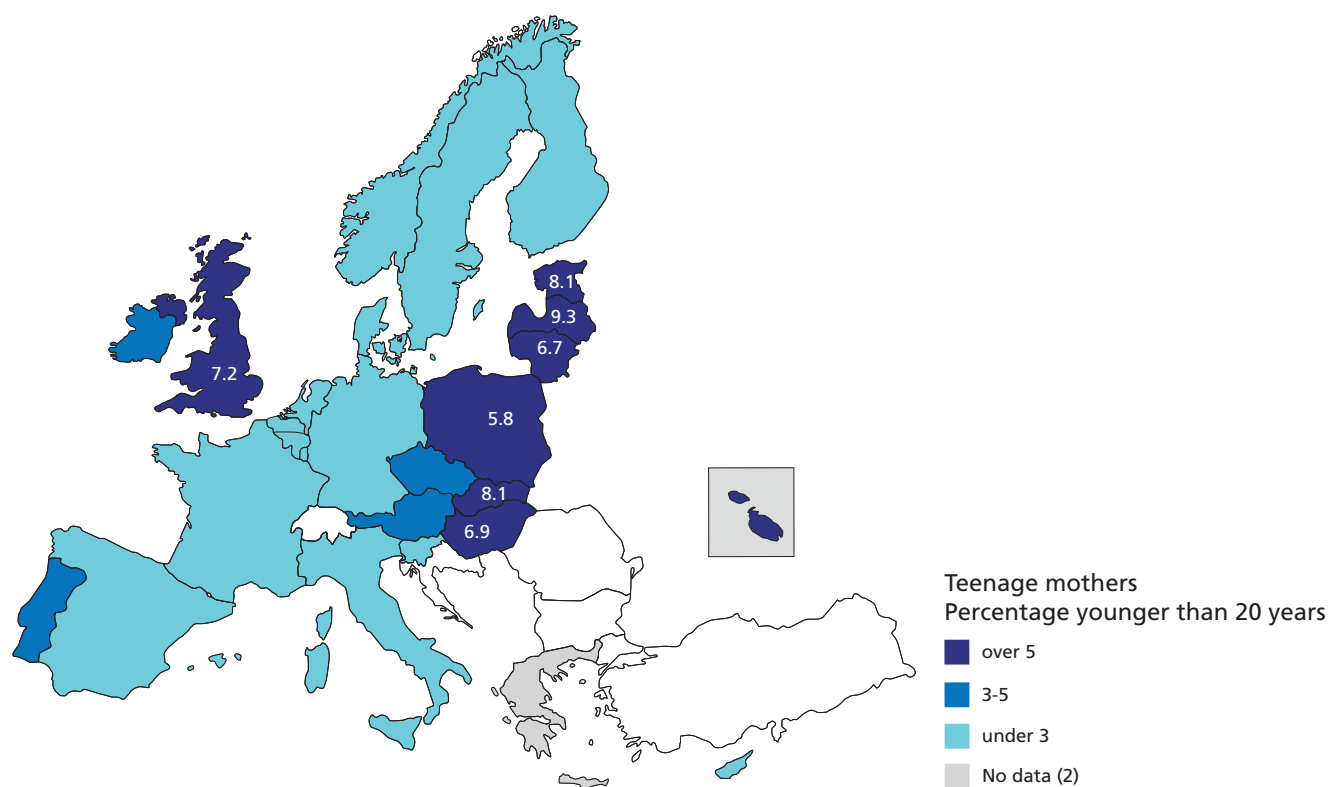 8.1
9.3
6.7
7.2
5.8
8.1
6.9
Teenage mothers
Percentage younger than 20 years
over 5
3-5
under 3
No data (2)